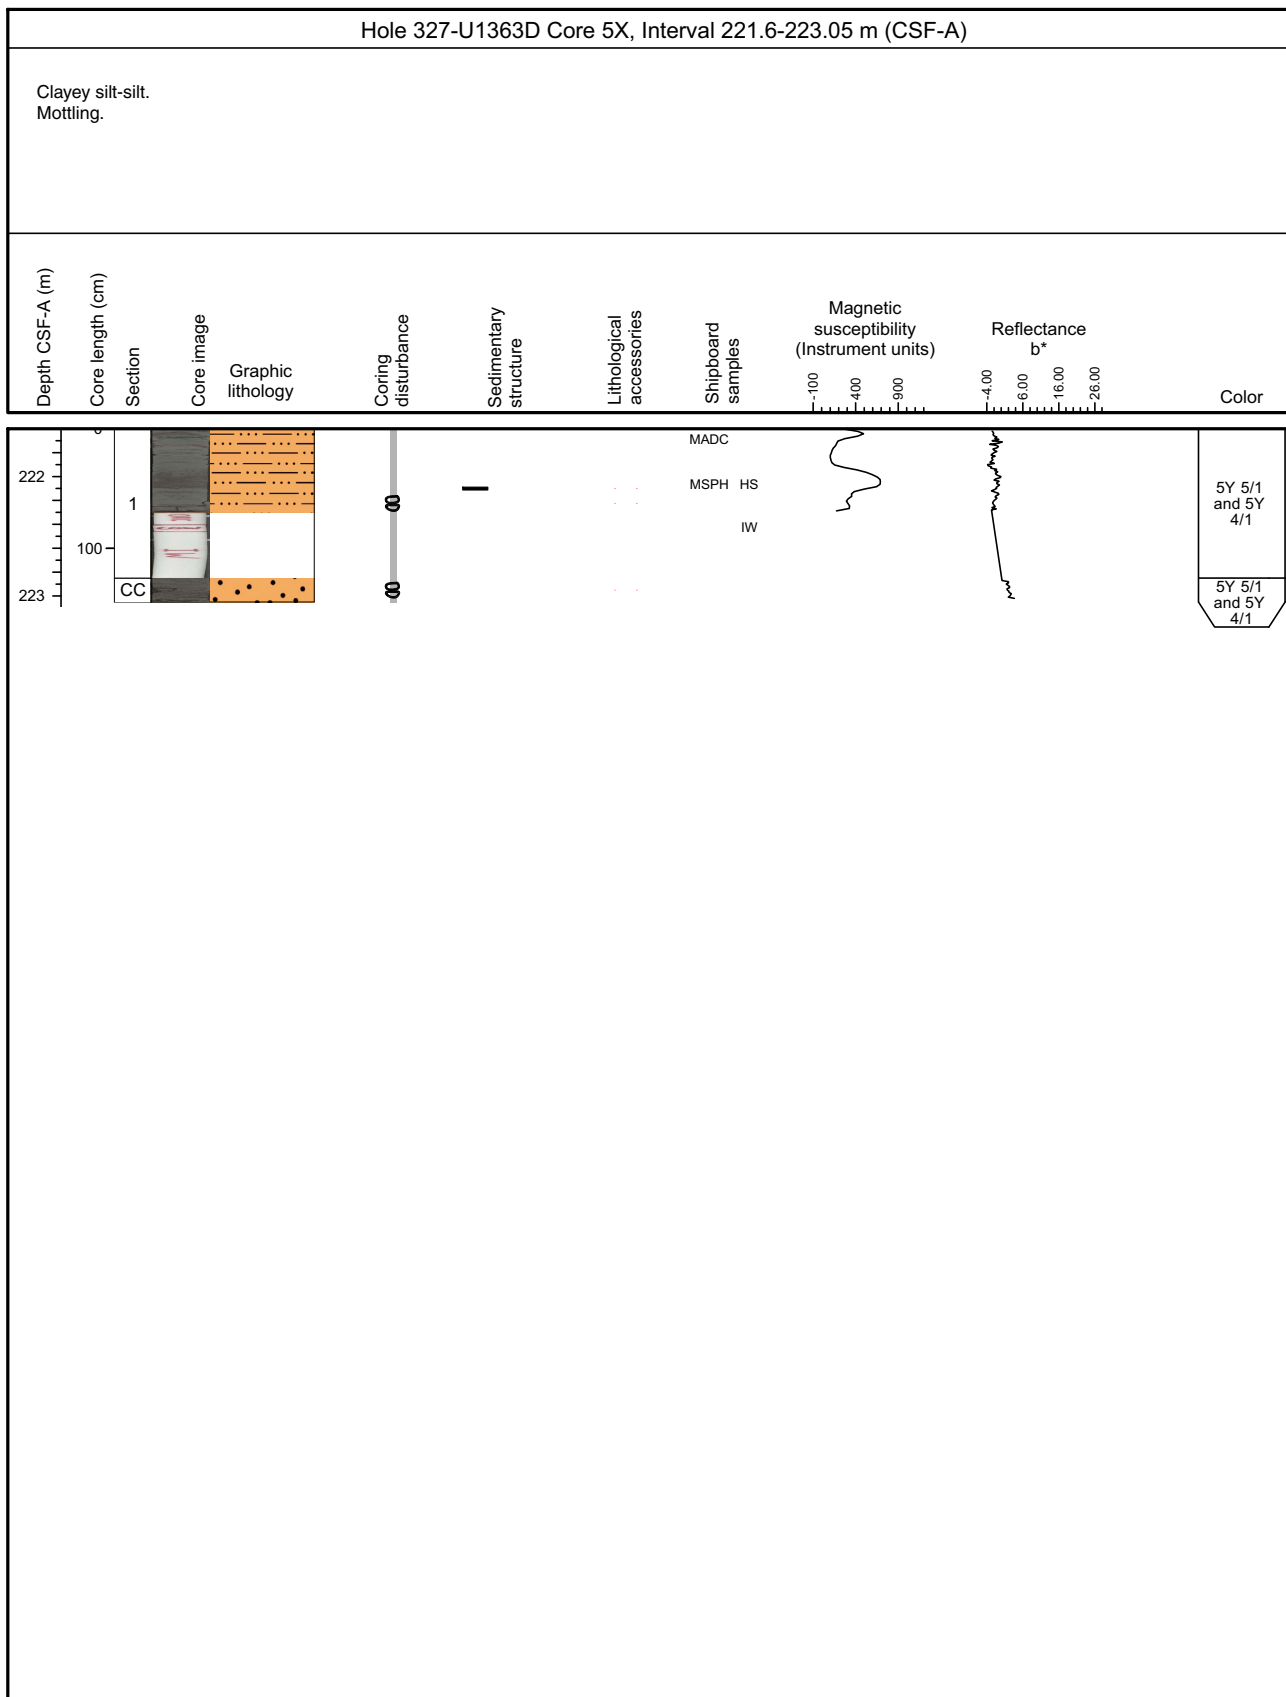 Hole 327-U1363D Core 5X, Interval 221.6-223.05 m (CSF-A)
Clayey silt-silt.
Mottling.
Depth CSF-A (m)
Core length (cm)
Section
Core image
Graphic
lithology
Coring
disturbance
Sedimentary
structure
Lithological
accessories
Shipboard
samples
Magnetic
susceptibility
(Instrument units)
-100
400
900
Reflectance
b*
-4.00
6.00
16.00
26.00
Color
0
MADC
222
1
MSPH HS
5Y 5/1
and 5Y
4/1
IW
100
CC
223
5Y 5/1
and 5Y
4/1